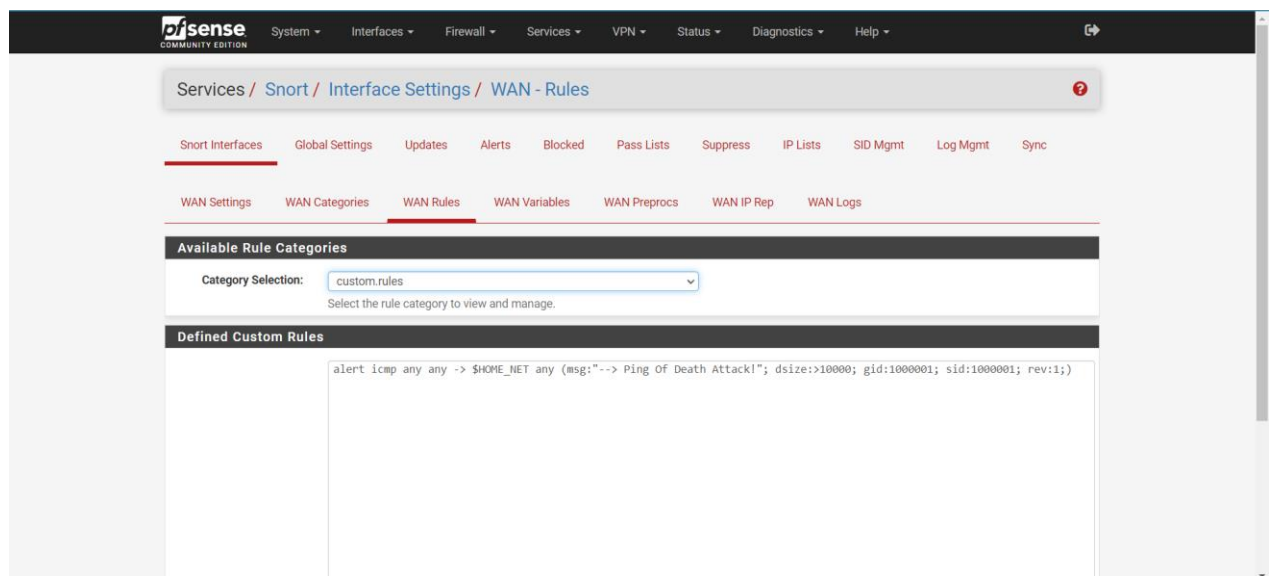 pfsense
COMMUNITY EDITION
System Interfaces Firewall Services VPN Status Diagnostics Help
Services / Snort / Interface Settings / WAN - Rules
Snort Interfaces Global Settings Updates Alerts Blocked Pass Lists Suppress IP Lists SID Mgmt Log Mgmt Sync
WAN Settings WAN Categories WAN Rules WAN Variables WAN Preprocs WAN IP Rep WAN Logs
Available Rule Categories
Category Selection: custom.rules
Select the rule category to view and manage.
Defined Custom Rules
alert icmp any any -> $HOME_NET any (msg:"--> Ping Of Death Attack!"; dsize:>10000; gid:1000001; sid:1000001; rev:1;)